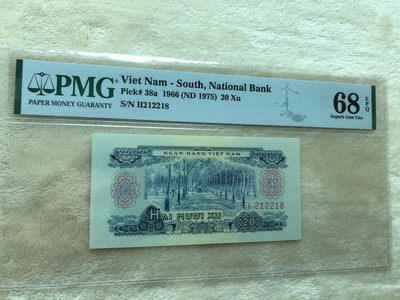 PMG
PAPER MONEY GUARANTY
Viet Nam - South, National Bank
Pick# 38a 1966 (ND 1975) 20 Xu
S/N II212218
68 EPQ
Superb Gem Unc
NGÂN HÀNG VIỆT NAM
II 212218
HAI MƯƠI XU
20